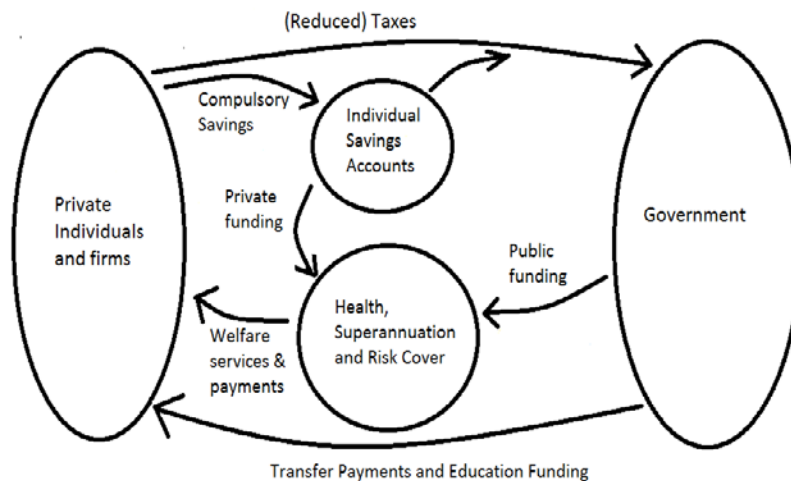 (Reduced) Taxes
Compulsory
Savings
Individual
Savings
Accounts
Private
Individuals
and firms
Private
funding
Government
Public
funding
Health,
Superannuation
and Risk Cover
Welfare
services &
payments
Transfer Payments and Education Funding